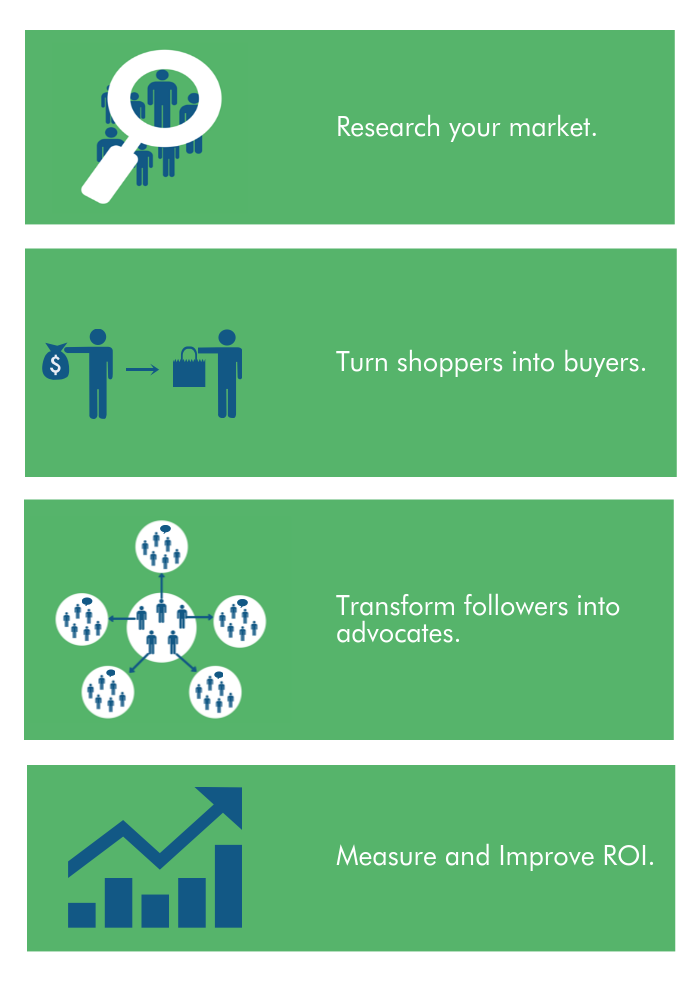 Research your market.
$
Turn shoppers into buyers.
Transform followers into
advocates.
Measure and Improve ROI.